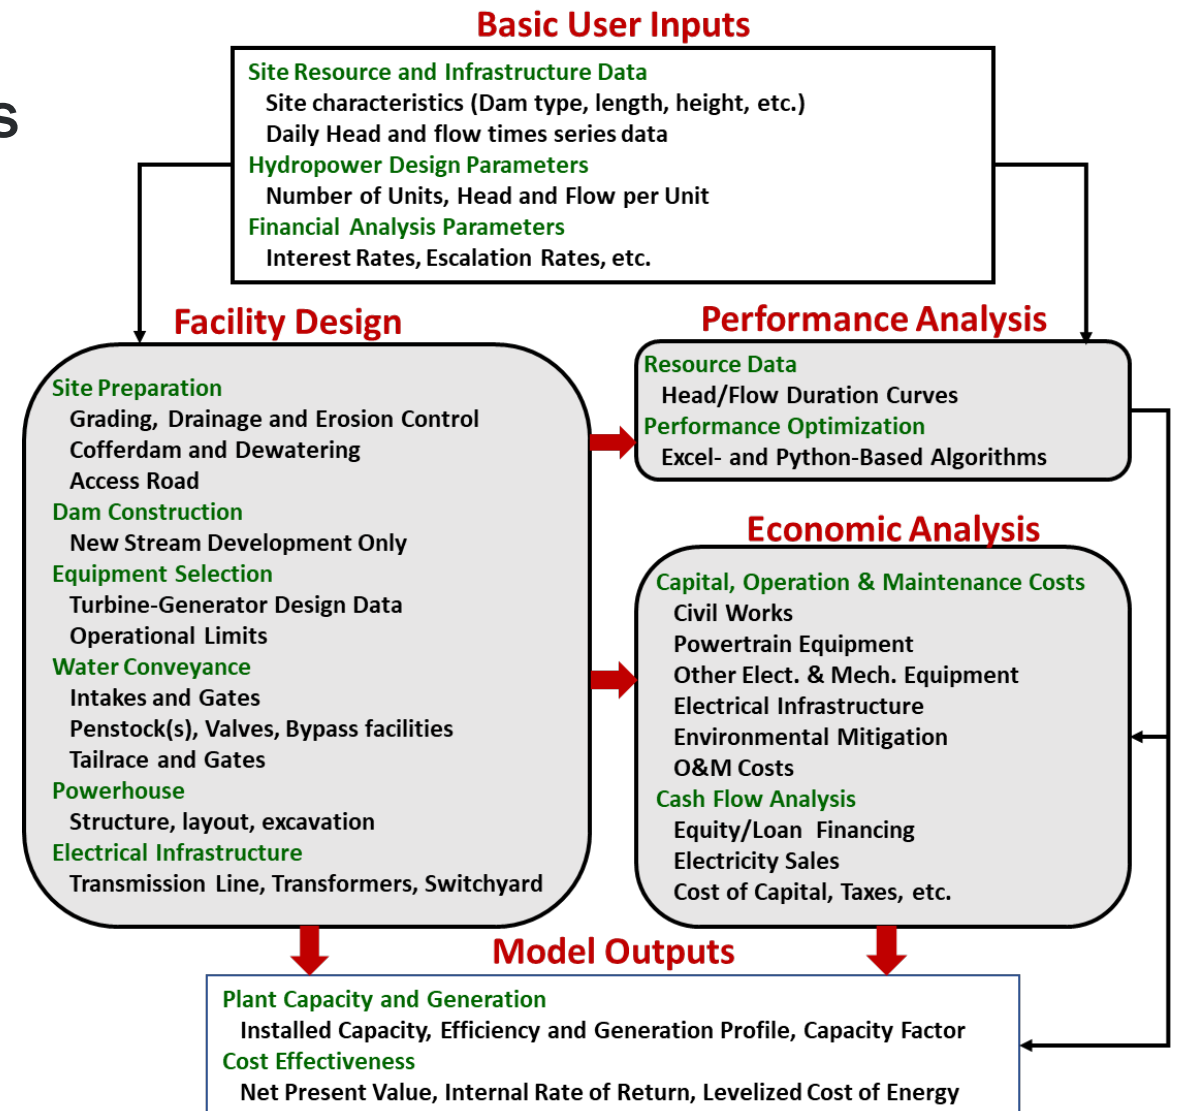 Basic User Inputs
s
Site Resource and Infrastructure Data
Site characteristics (Dam type, length, height, etc.)
Daily Head and flow times series data
Hydropower Design Parameters
Number of Units, Head and Flow per Unit
Financial Analysis Parameters
Interest Rates, Escalation Rates, etc.
Facility Design
Site Preparation
Grading, Drainage and Erosion Control
Cofferdam and Dewatering
Access Road
Dam Construction
New Stream Development Only
Equipment Selection
Turbine-Generator Design Data
Operational Limits
Water Conveyance
Intakes and Gates
Penstock(s), Valves, Bypass facilities
Tailrace and Gates
Powerhouse
Structure, layout, excavation
Electrical Infrastructure
Transmission Line, Transformers, Switchyard
Performance Analysis
Resource Data
Head/Flow Duration Curves
Performance Optimization
Excel- and Python-Based Algorithms
Economic Analysis
Capital, Operation & Maintenance Costs
Civil Works
Powertrain Equipment
Other Elect. & Mech. Equipment
Electrical Infrastructure
Environmental Mitigation
O&M Costs
Cash Flow Analysis
Equity/Loan Financing
Electricity Sales
Cost of Capital, Taxes, etc.
Model Outputs
Plant Capacity and Generation
Installed Capacity, Efficiency and Generation Profile, Capacity Factor
Cost Effectiveness
Net Present Value, Internal Rate of Return, Levelized Cost of Energy